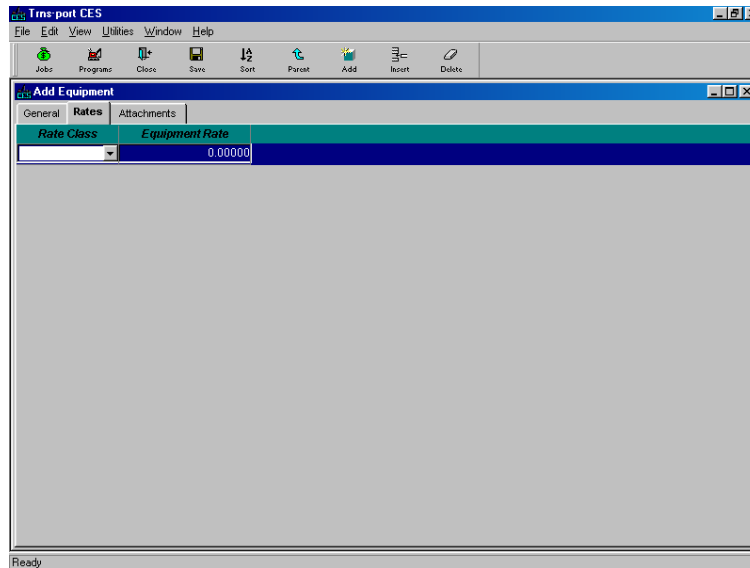 Trns·port CES
File Edit View Utilities Window Help
Jobs Programs Close Save Sort Parent Add Insert Delete
Add Equipment
General Rates Attachments
Rate Class Equipment Rate
0.00000
Ready